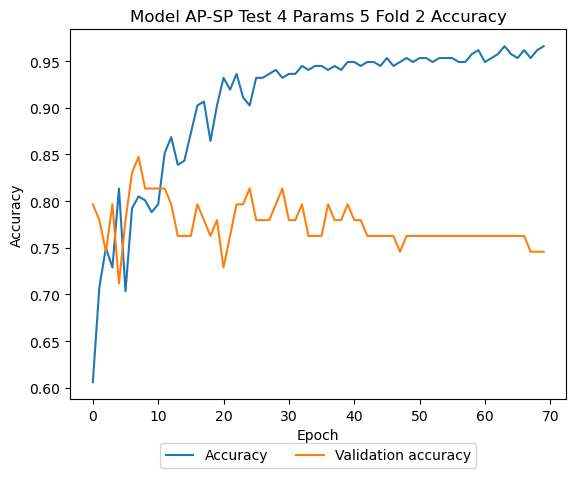 Model AP-SP Test 4 Params 5 Fold 2 Accuracy
Accuracy
0.95
0.90
0.85
0.80
0.75
0.70
0.65
0.60
0 10 20 30 40 50 60 70
Epoch
Accuracy Validation accuracy